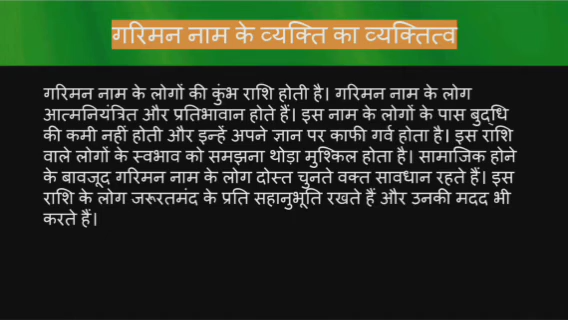 गरिमन नाम के व्यक्ति का व्यक्तित्व
गरिमन नाम के लोगों की कुंभ राशि होती है। गरिमन नाम के लोग
आत्मनियंत्रित और प्रतिभावान होते हैं। इस नाम के लोगों के पास बुद्धि
की कमी नहीं होती और इन्हें अपने ज्ञान पर काफी गर्व होता है। इस राशि
वाले लोगों के स्वभाव को समझना थोड़ा मुश्किल होता है। सामाजिक होने
के बावजूद गरिमन नाम के लोग दोस्त चुनते वक्त सावधान रहते हैं। इस
राशि के लोग जरूरतमंद के प्रति सहानुभूति रखते हैं और उनकी मदद भी
करते हैं।